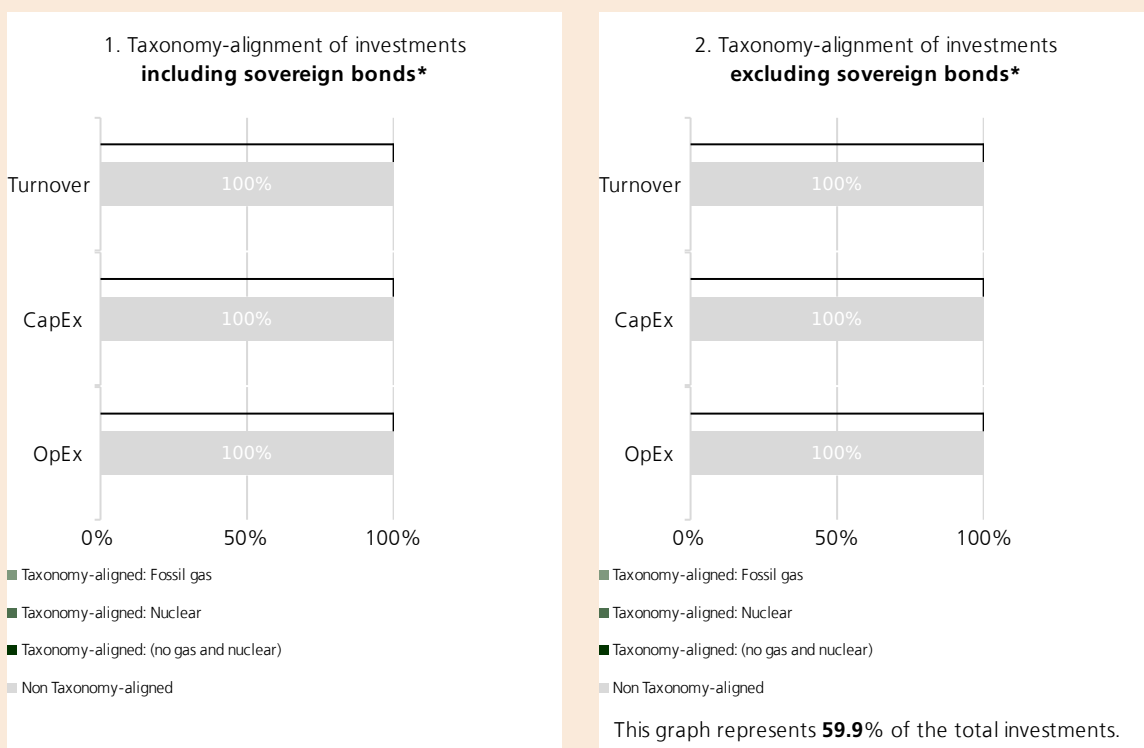 1. Taxonomy-alignment of investments
including sovereign bonds*
Turnover
100%
CapEx
100%
OpEx
100%
0% 50% 100%
Taxonomy-aligned: Fossil gas
Taxonomy-aligned: Nuclear
Taxonomy-aligned: (no gas and nuclear)
Non Taxonomy-aligned
2. Taxonomy-alignment of investments
excluding sovereign bonds*
Turnover
100%
CapEx
100%
OpEx
100%
0% 50% 100%
Taxonomy-aligned: Fossil gas
Taxonomy-aligned: Nuclear
Taxonomy-aligned: (no gas and nuclear)
Non Taxonomy-aligned
This graph represents 59.9% of the total investments.